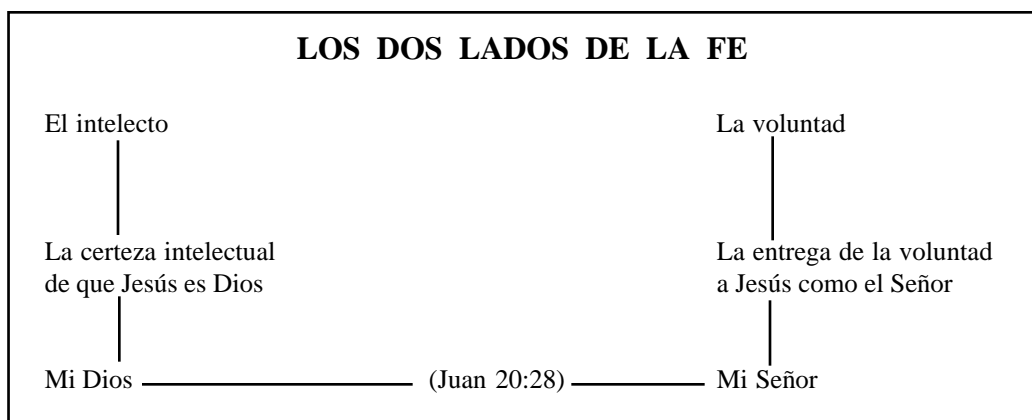 LOS DOS LADOS DE LA FE
El intelecto
La voluntad
La certeza intelectual
de que Jesús es Dios
La entrega de la voluntad
a Jesús como el Señor
Mi Dios
(Juan 20:28)
Mi Señor